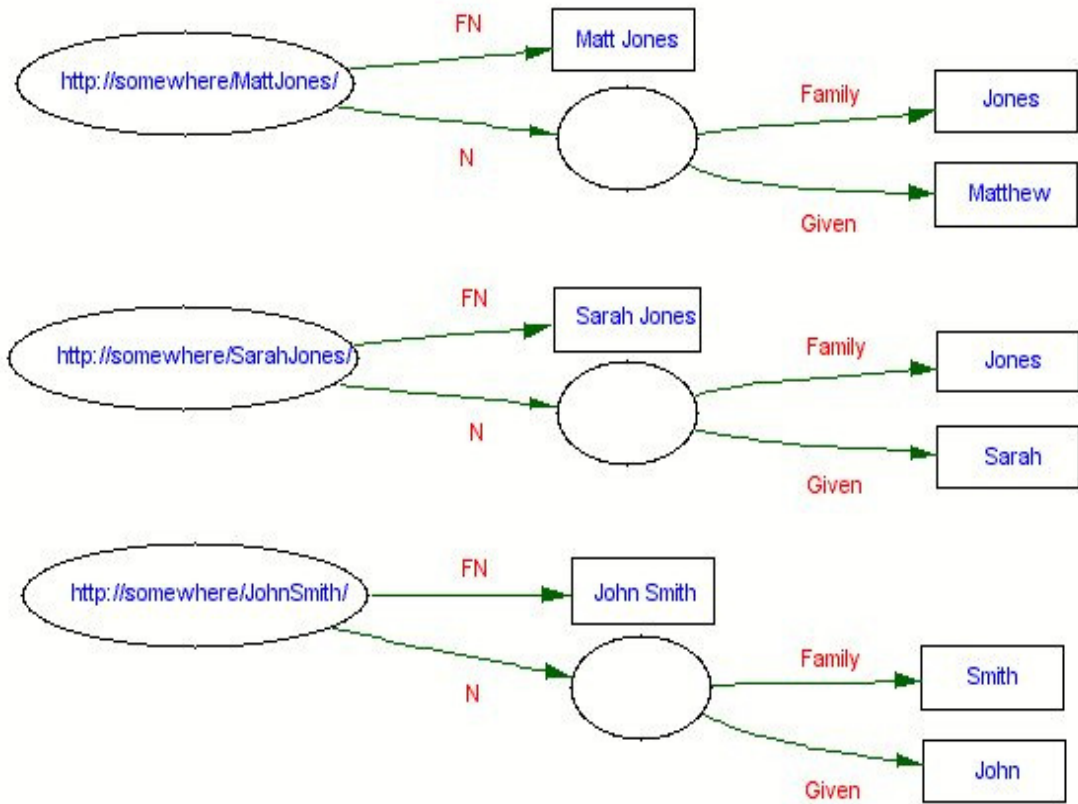 FN
Matt Jones
http://somewhere/MattJones/
Family
Jones
N
Matthew
Given
FN
Sarah Jones
http://somewhere/SarahJones/
Family
Jones
N
Sarah
Given
FN
John Smith
http://somewhere/JohnSmith/
Family
Smith
N
John
Given